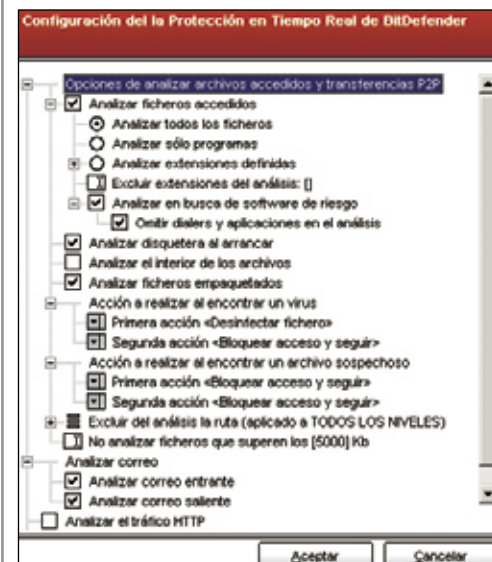 Configuración del la Protección en Tiempo Real de BitDefender
Opciones de analizar archivos accedidos y transferencias P2P
Analizar ficheros accedidos
Analizar todos los ficheros
Analizar sólo programas
Analizar extensiones definidas
Excluir extensiones del análisis: []
Analizar en busca de software de riesgo
Omitir dialers y aplicaciones en el análisis
Analizar disquetera al arrancar
Analizar el interior de los archivos
Analizar ficheros empaquetados
Acción a realizar al encontrar un virus
Primera acción <Desinfectar fichero>
Segunda acción <Bloquear acceso y seguir>
Acción a realizar al encontrar un archivo sospechoso
Primera acción <Bloquear acceso y seguir>
Segunda acción <Bloquear acceso y seguir>
Excluir del análisis la ruta (aplicado a TODOS LOS NIVELES)
No analizar ficheros que superen los [5000] Kb
Analizar correo
Analizar correo entrante
Analizar correo saliente
Analizar el tráfico HTTP
Aceptar Cancelar